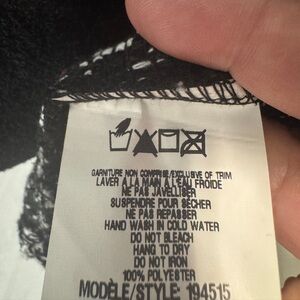 GARNITURE NON COMPRISE/EXCLUSIVE OF TRIM
LAVER A LA MAIN A L'EAU FROIDE
NE PAS JAVELLISER
SUSPENDRE POUR SÉCHER
NE PAS REPASSER
HAND WASH IN COLD WATER
DO NOT BLEACH
HANG TO DRY
DO NOT IRON
100% POLYESTER
MODÈLE/STYLE: 194515